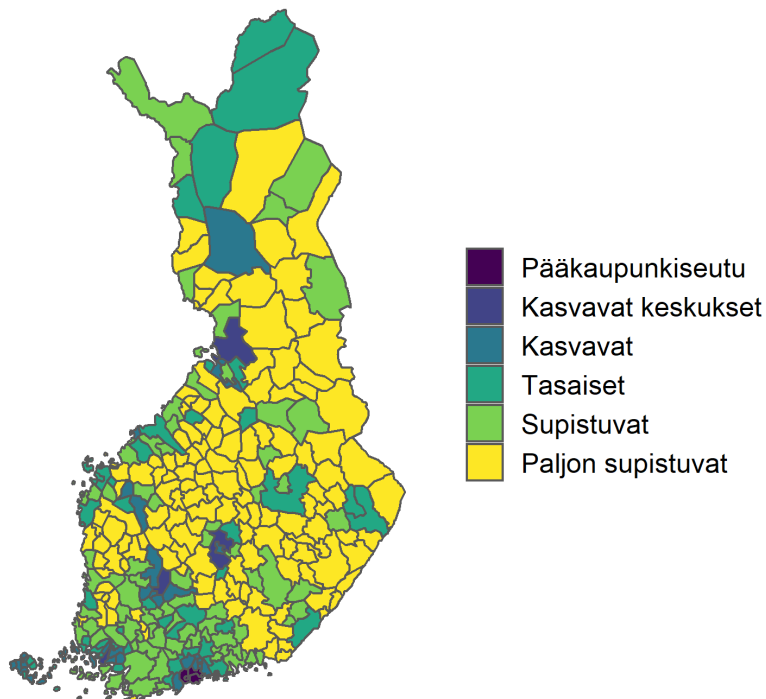 Pääkaupunkiseutu
Kasvavat keskukset
Kasvavat
Tasaiset
Supistuvat
Paljon supistuvat